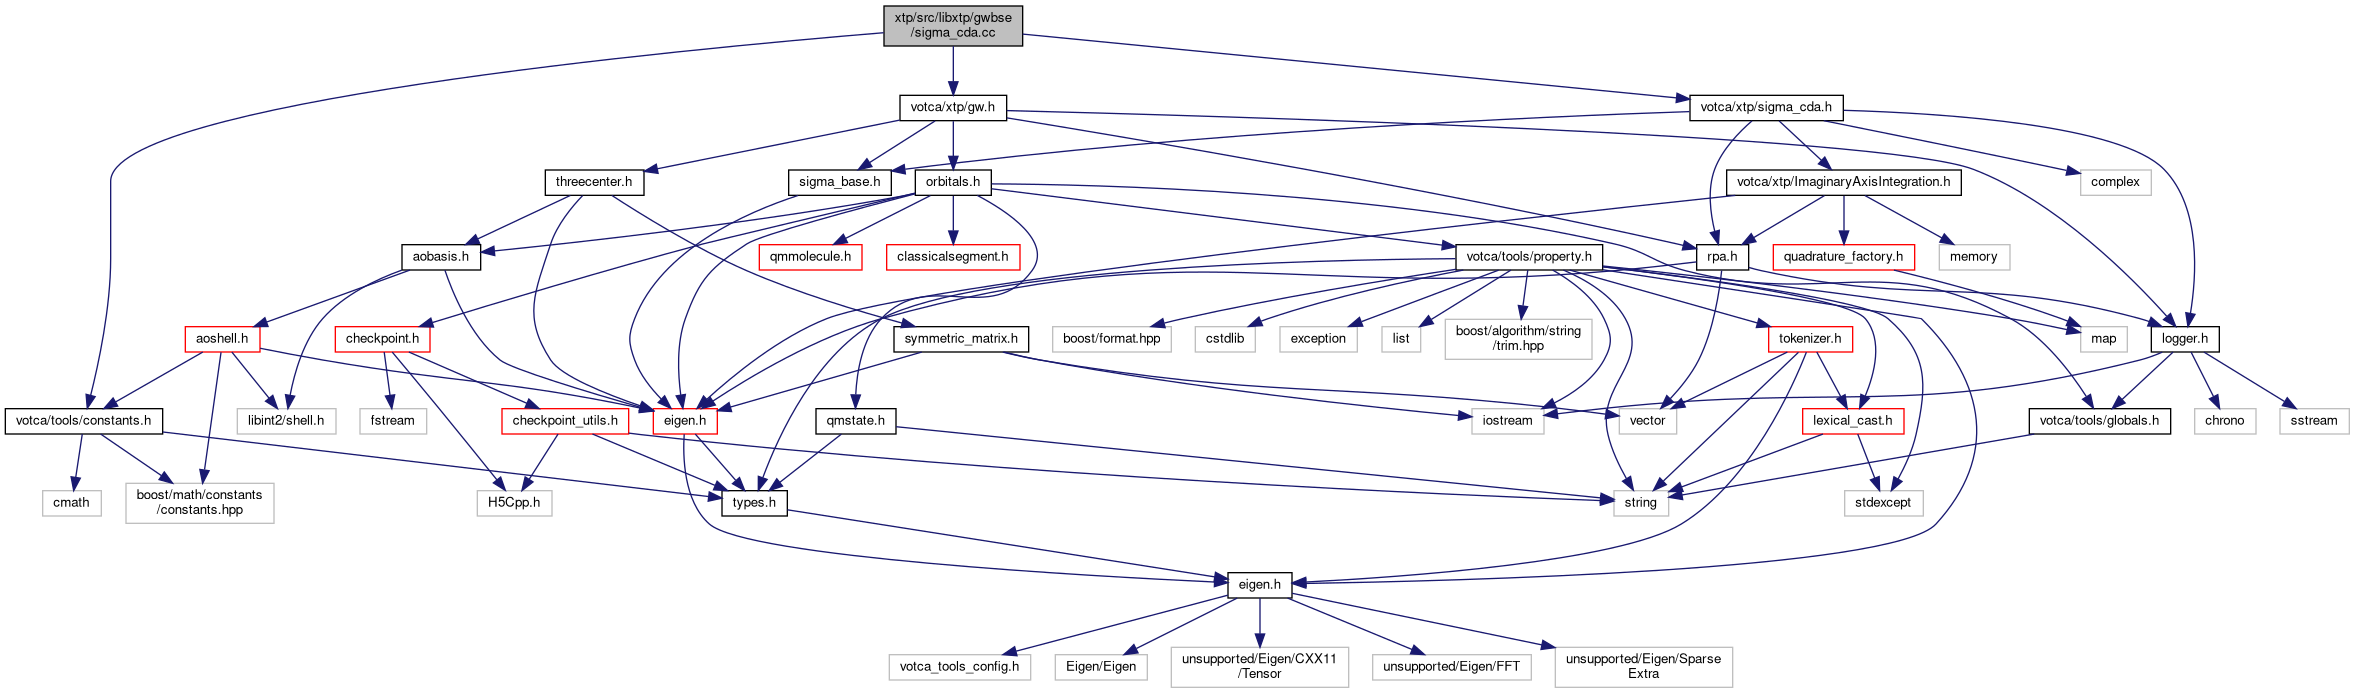 xtp/src/libxtp/gwbse
/sigma_cda.cc
votca/xtp/gw.h
votca/xtp/sigma_cda.h
threecenter.h
sigma_base.h
orbitals.h
votca/xtp/ImaginaryAxisIntegration.h
complex
aobasis.h
qmmolecule.h
classicalsegment.h
votca/tools/property.h
rpa.h
quadrature_factory.h
memory
aoshell.h
checkpoint.h
symmetric_matrix.h
boost/format.hpp
cstdlib
exception
list
boost/algorithm/string
/trim.hpp
tokenizer.h
map
logger.h
votca/tools/constants.h
libint2/shell.h
fstream
checkpoint_utils.h
eigen.h
qmstate.h
iostream
vector
lexical_cast.h
votca/tools/globals.h
chrono
sstream
cmath
boost/math/constants
/constants.hpp
H5Cpp.h
types.h
string
stdexcept
eigen.h
votca_tools_config.h
Eigen/Eigen
unsupported/Eigen/CXX11
/Tensor
unsupported/Eigen/FFT
unsupported/Eigen/Sparse
Extra